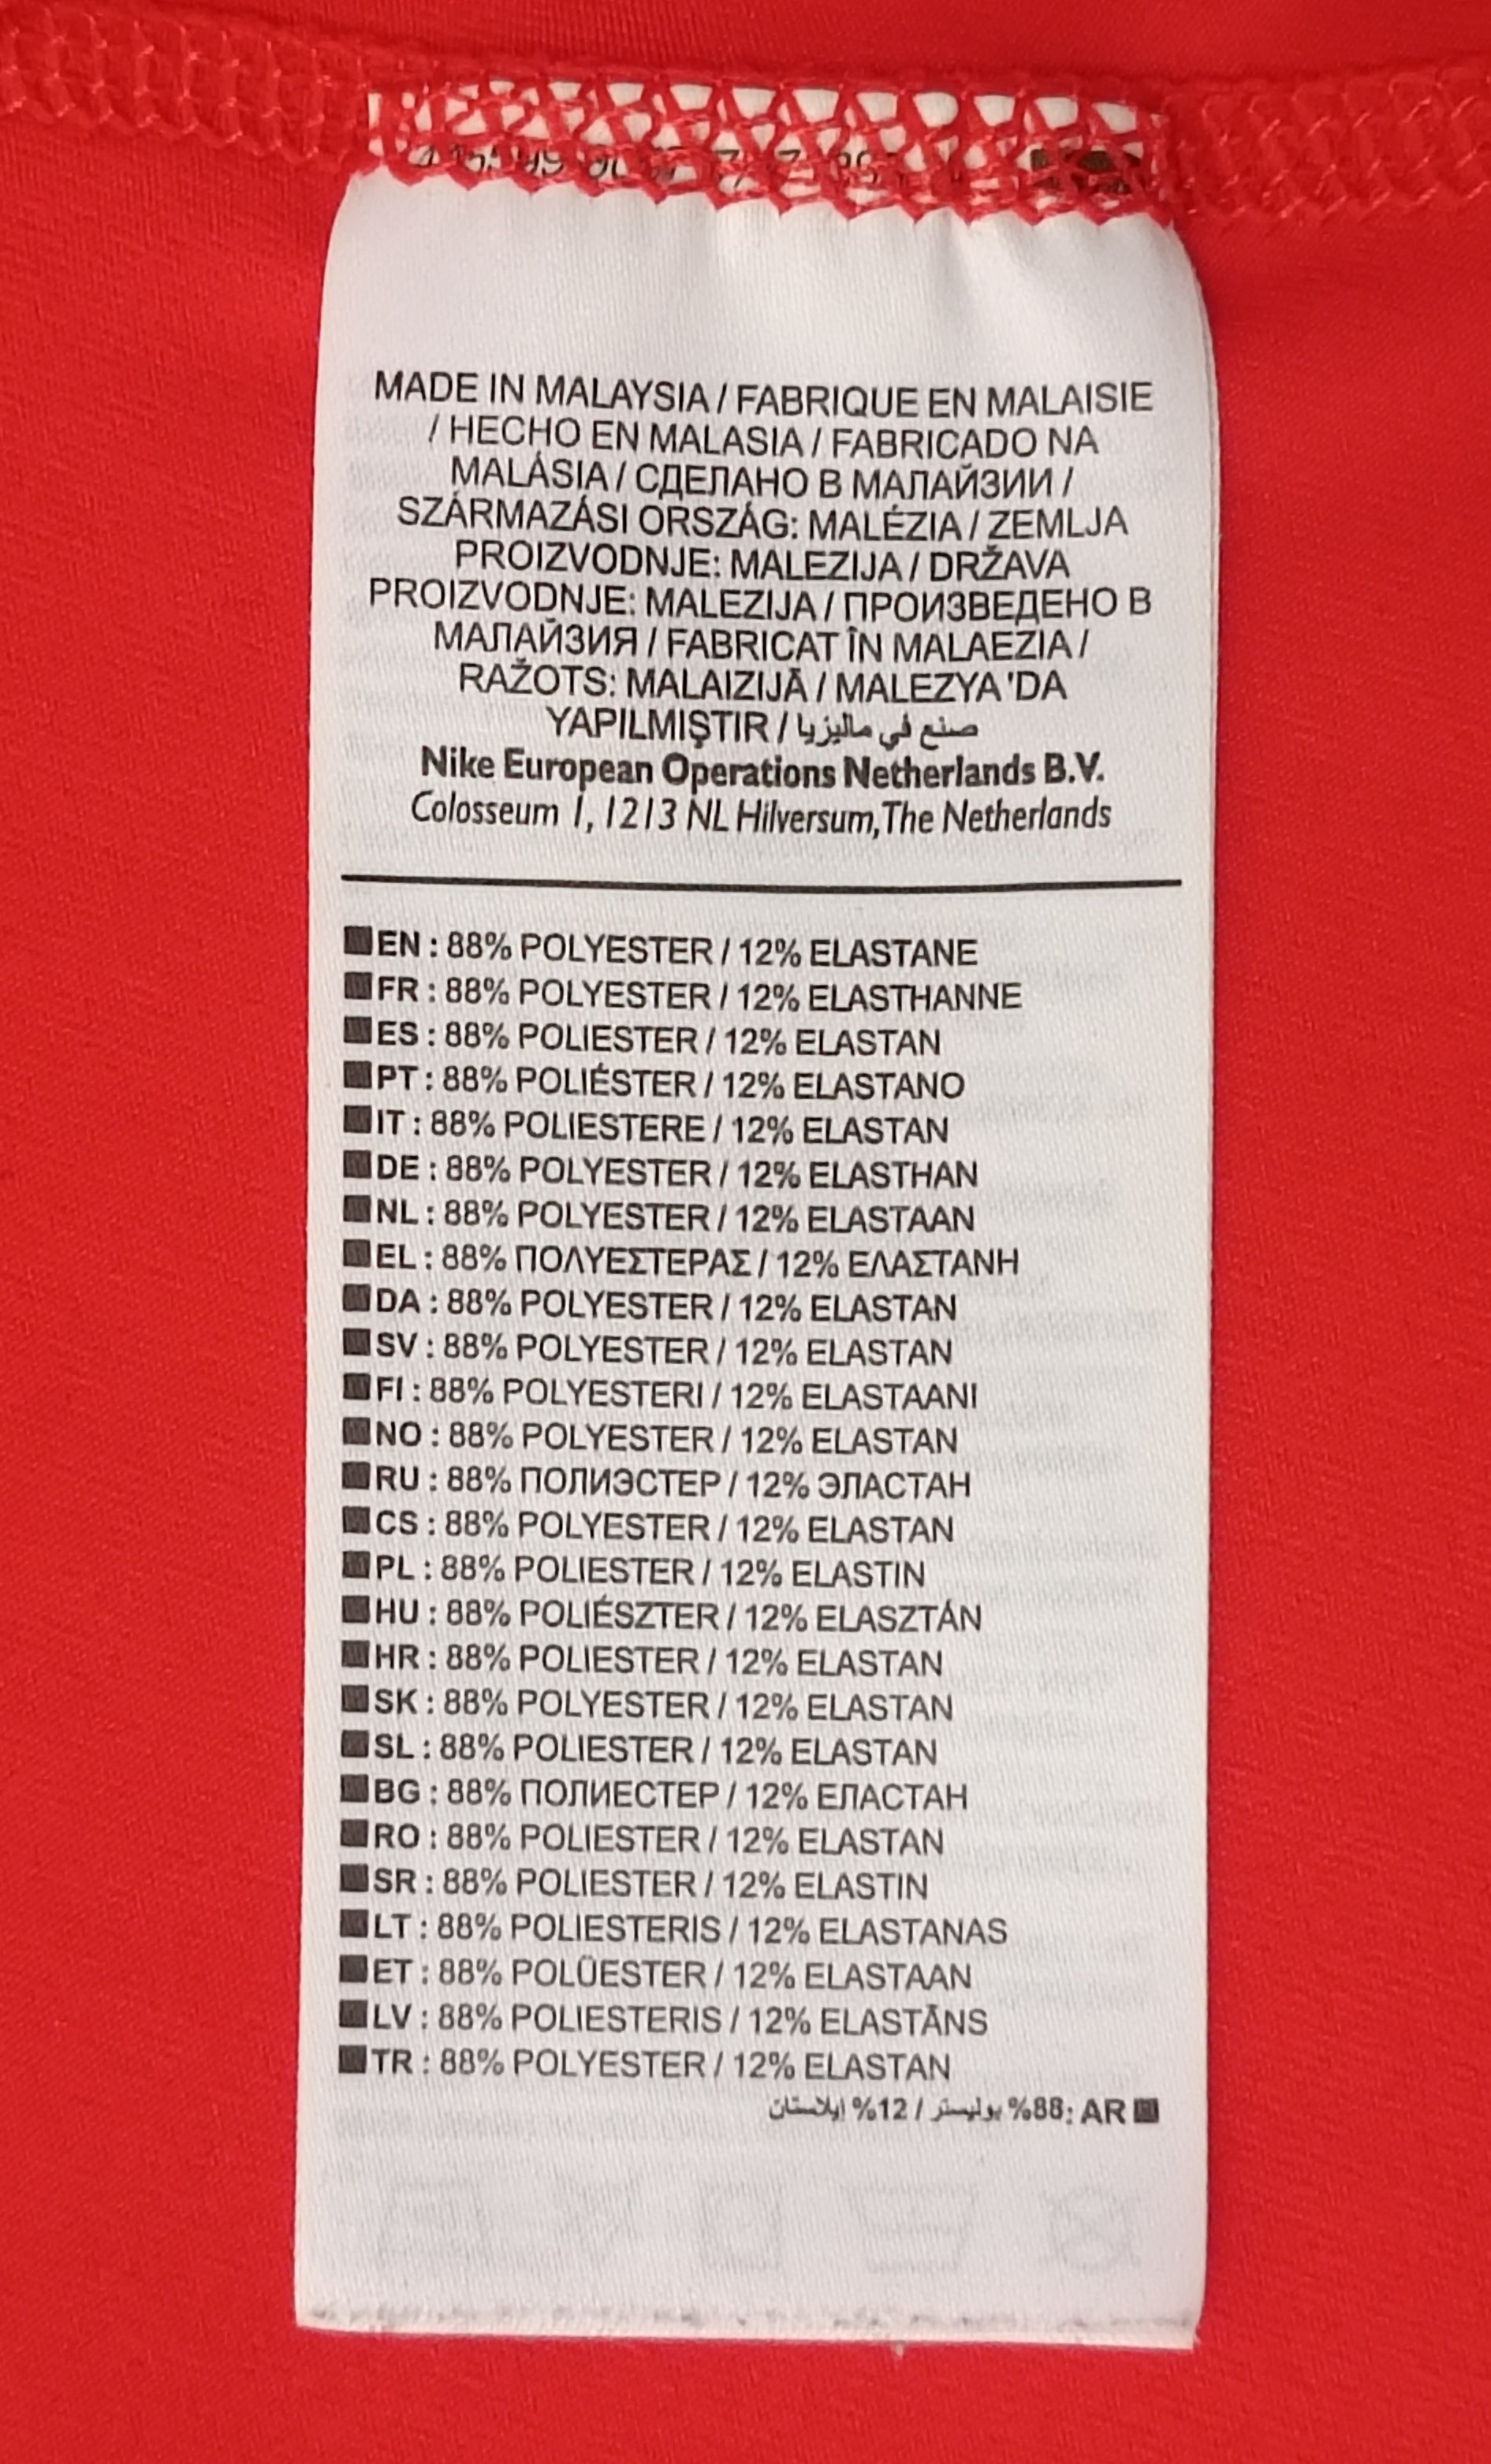 MADE IN MALAYSIA / FABRIQUE EN MALAISIE
/ HECHO EN MALASIA / FABRICADO NA
MALÁSIA / СДЕЛАНО В МАЛАЙЗИИ /
SZÁRMAZÁSI ORSZÁG: MALÉZIA / ZEMLJA
PROIZVODNJE: MALEZIJA / DRŽAVA
PROIZVODNJE: MALEZIJA / ПРОИЗВЕДЕНО В
МАЛАЙЗИЯ / FABRICAT ÎN MALAEZIA /
RAŽOTS: MALAIZIJĀ / MALEZYA 'DA
YAPILMIŞTIR / صنع في ماليزيا
Nike European Operations Netherlands B.V.
Colosseum 1, 1213 NL Hilversum, The Netherlands
EN : 88% POLYESTER / 12% ELASTANE
FR : 88% POLYESTER / 12% ELASTHANNE
ES : 88% POLIESTER / 12% ELASTAN
PT : 88% POLIÉSTER / 12% ELASTANO
IT : 88% POLIESTERE / 12% ELASTAN
DE : 88% POLYESTER / 12% ELASTHAN
NL : 88% POLYESTER / 12% ELASTAAN
EL : 88% ΠΟΛΥΕΣΤΕΡΑΣ / 12% ΕΛΑΣΤΑΝΗ
DA : 88% POLYESTER / 12% ELASTAN
SV : 88% POLYESTER / 12% ELASTAN
FI : 88% POLYESTERI / 12% ELASTAANI
NO : 88% POLYESTER / 12% ELASTAN
RU : 88% ПОЛИЭСТЕР / 12% ЭЛАСТАН
CS : 88% POLYESTER / 12% ELASTAN
PL : 88% POLIESTER / 12% ELASTIN
HU : 88% POLIÉSZTER / 12% ELASZTÁN
HR : 88% POLIESTER / 12% ELASTAN
SK : 88% POLYESTER / 12% ELASTAN
SL : 88% POLIESTER / 12% ELASTAN
BG : 88% ПОЛИЕСТЕР / 12% ЕЛАСТАН
RO : 88% POLIESTER / 12% ELASTAN
SR : 88% POLIESTER / 12% ELASTIN
LT : 88% POLIESTERIS / 12% ELASTANAS
ET : 88% POLÜESTER / 12% ELASTAAN
LV : 88% POLIESTERIS / 12% ELASTĀNS
TR : 88% POLYESTER / 12% ELASTAN
AR :88% بوليستر / 12% إيلاستان